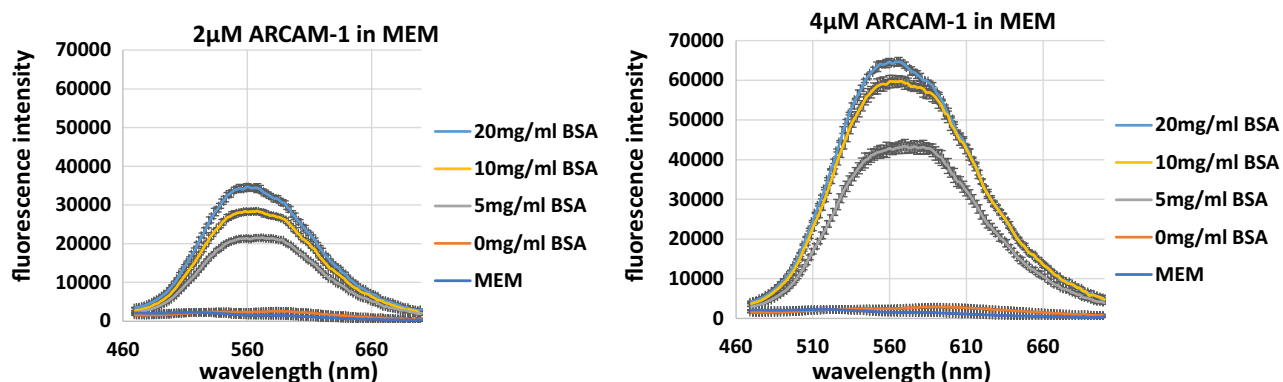 2μM ARCAM-1 in MEM
fluorescence intensity
70000
60000
50000
40000
30000
20000
10000
0
460
560
660
wavelength (nm)
20mg/ml BSA
10mg/ml BSA
5mg/ml BSA
0mg/ml BSA
MEM
4μM ARCAM-1 in MEM
fluorescence intensity
70000
60000
50000
40000
30000
20000
10000
0
460
510
560
610
660
wavelength (nm)
20mg/ml BSA
10mg/ml BSA
5mg/ml BSA
0mg/ml BSA
MEM